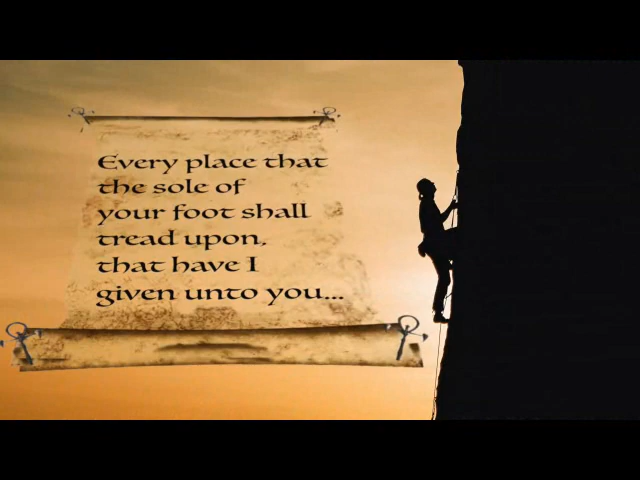 Every place that
the sole of
your foot shall
tread upon,
that have I
given unto you...